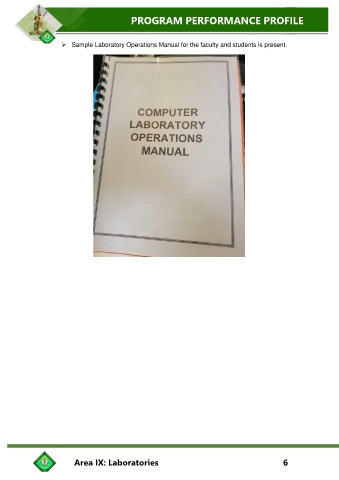 PROGRAM PERFORMANCE PROFILE
➢ Sample Laboratory Operations Manual for the faculty and students is present.
COMPUTER
LABORATORY
OPERATIONS
MANUAL
Area IX: Laboratories 6